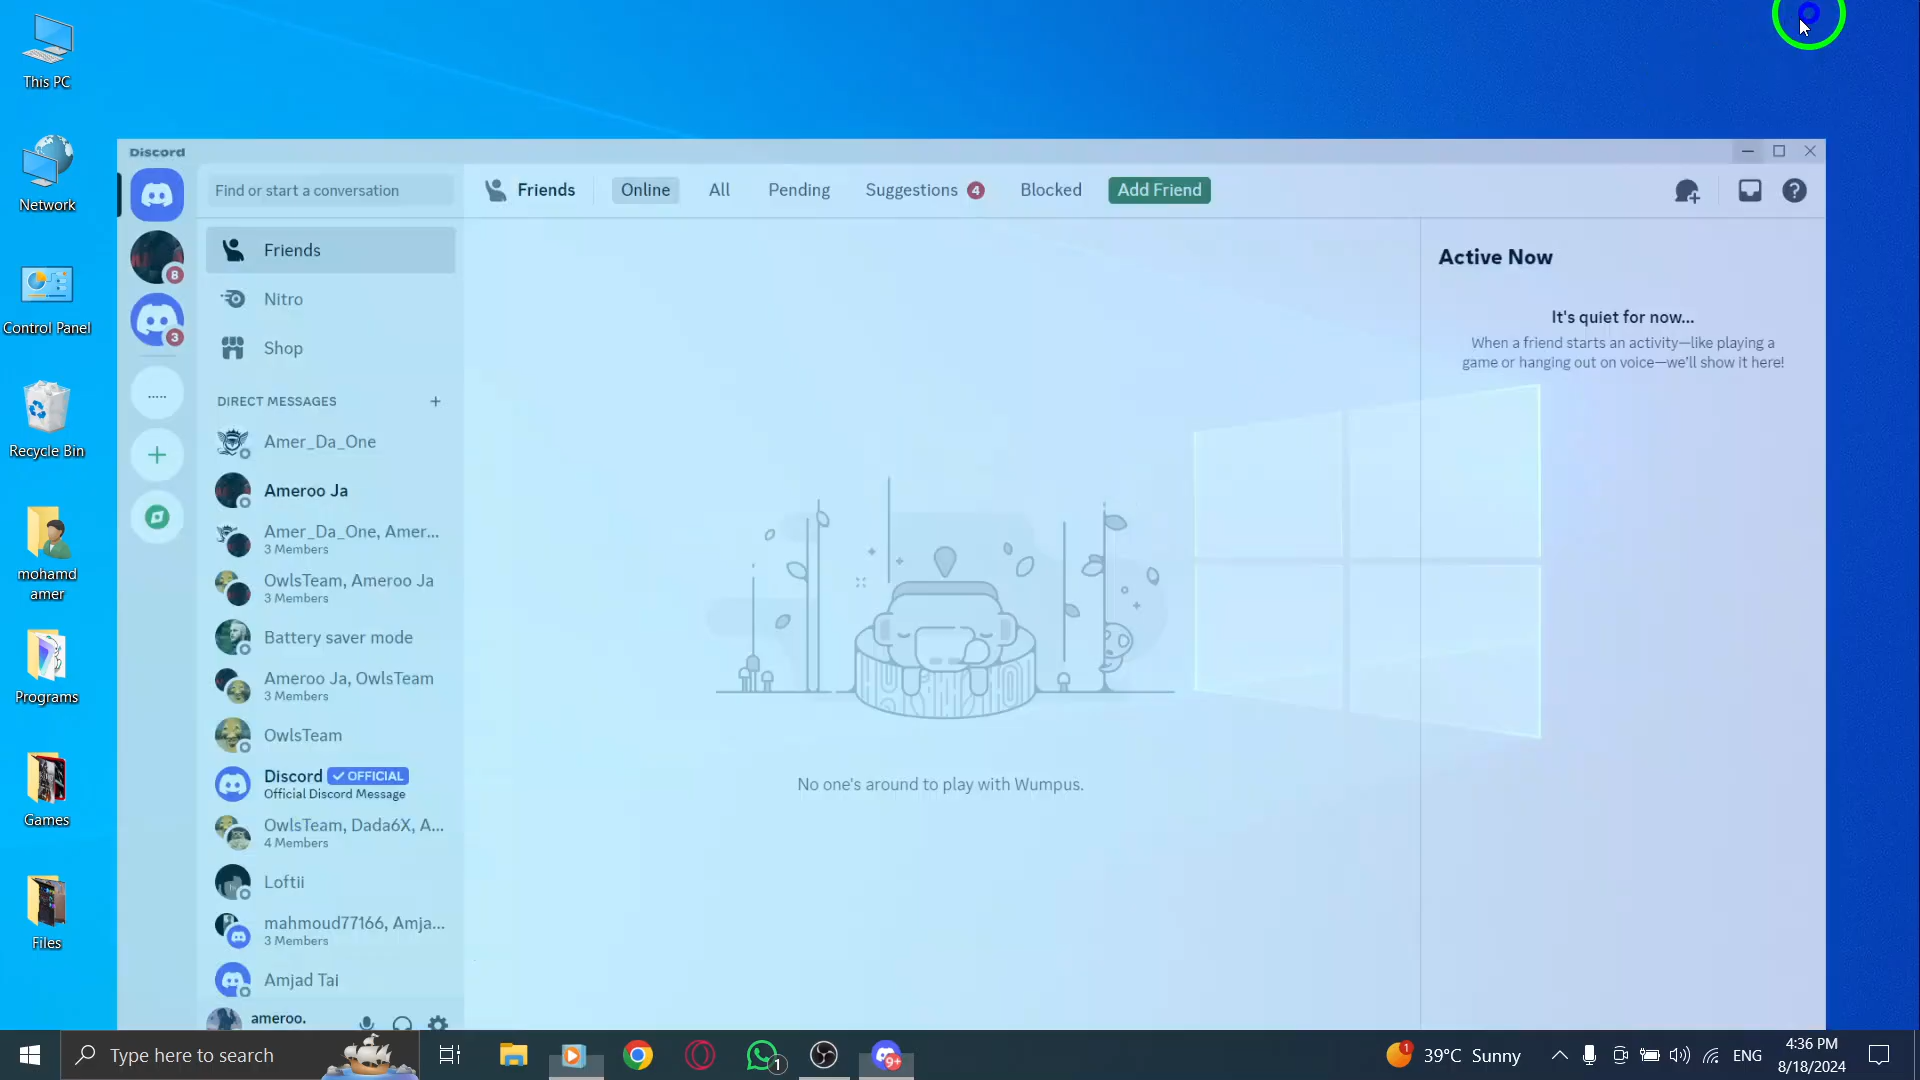 This PC
Network
Control Panel
Recycle Bin
mohamd
amer
Programs
Games
Files
Discord
Find or start a conversation
Friends
Online
All
Pending
Suggestions 4
Blocked
Add Friend
8
3
.....
Friends
Nitro
Shop
DIRECT MESSAGES
Amer_Da_One
Ameroo Ja
Amer_Da_One, Amer...
3 Members
OwlsTeam, Ameroo Ja
3 Members
Battery saver mode
Ameroo Ja, OwlsTeam
3 Members
OwlsTeam
Discord ✓ OFFICIAL
Official Discord Message
OwlsTeam, Dada6X, A...
4 Members
Loftii
mahmoud77166, Amja...
3 Members
Amjad Tai
ameroo.
No one's around to play with Wumpus.
Active Now
It's quiet for now...
When a friend starts an activity—like playing a
game or hanging out on voice—we'll show it here!
Type here to search
1
9+
1
39°C Sunny
ENG
4:36 PM
8/18/2024